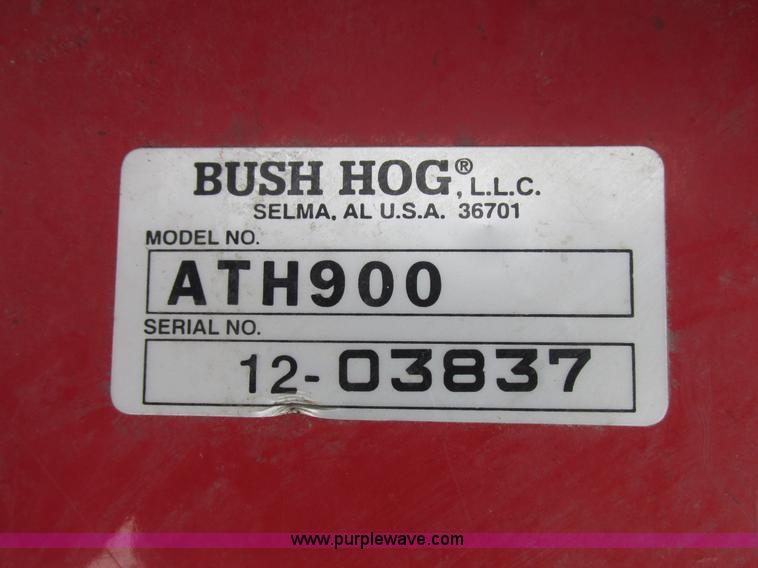 BUSH HOG®, L.L.C.
SELMA, AL U.S.A. 36701
MODEL NO.
ATH900
SERIAL NO.
12-03837
www.purplewave.com